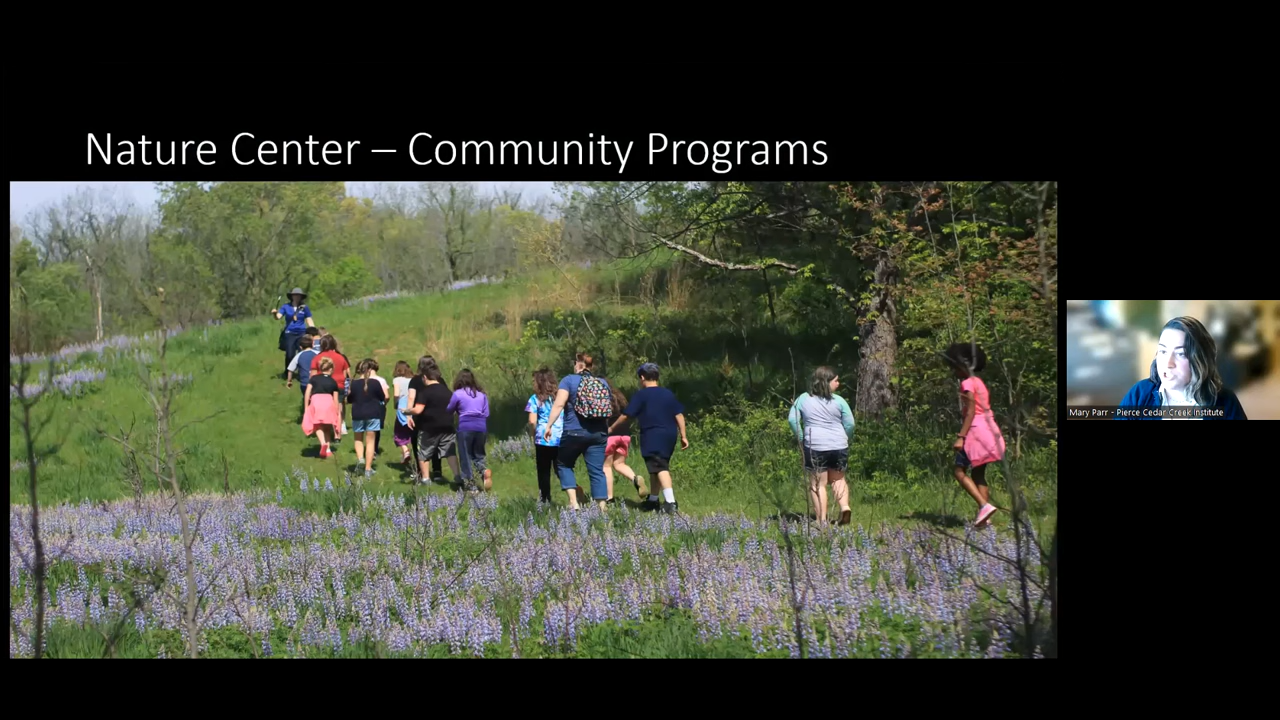 Nature Center – Community Programs
Mary Parr - Pierce Cedar Creek Institute